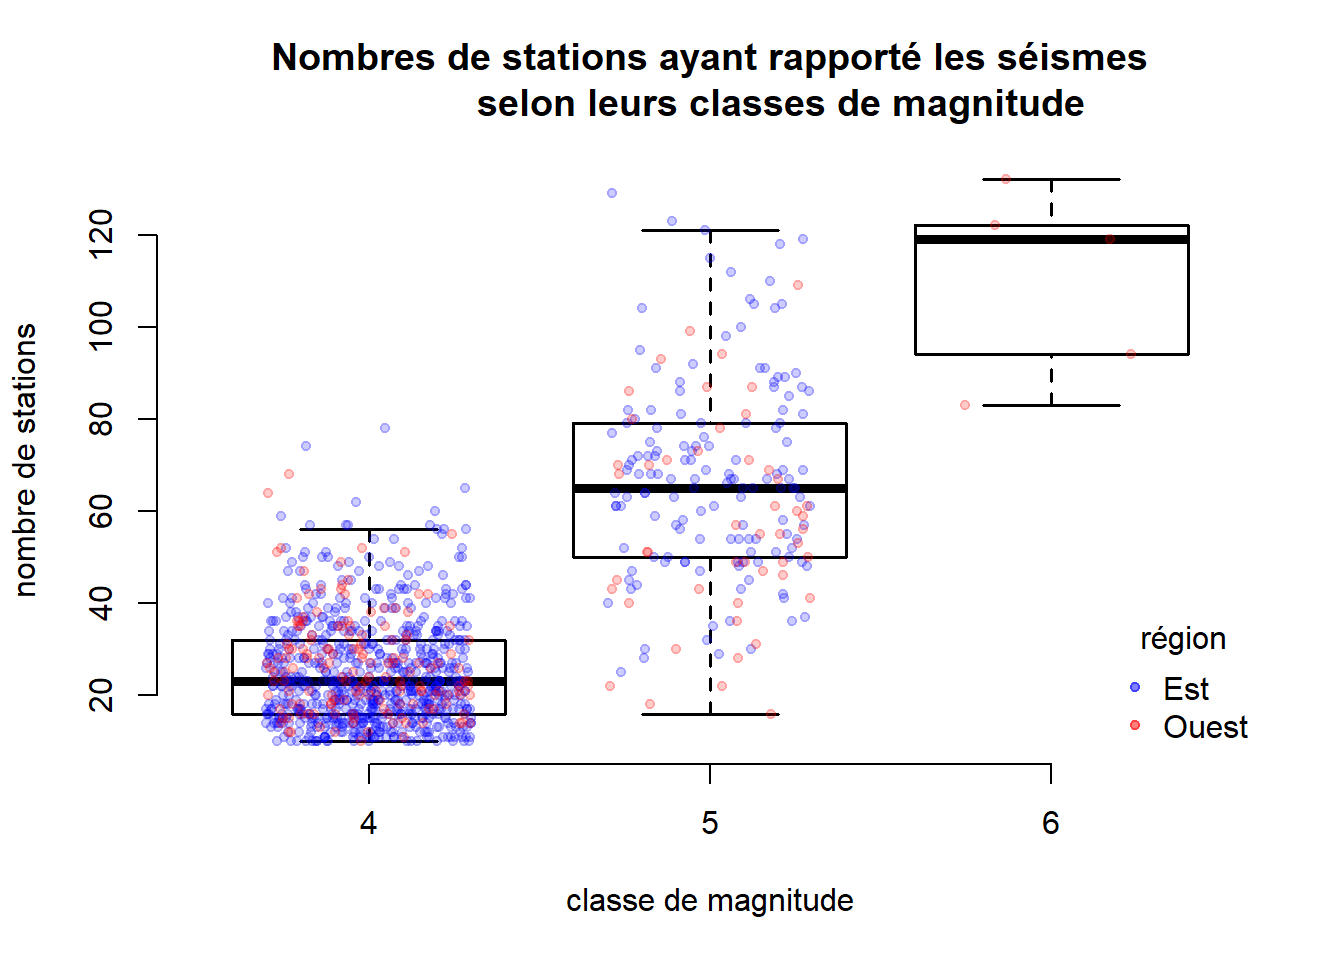 Nombres de stations ayant rapporté les séismes
selon leurs classes de magnitude
nombre de stations
120
100
80
60
40
20
4
5
6
classe de magnitude
région
Est
Ouest